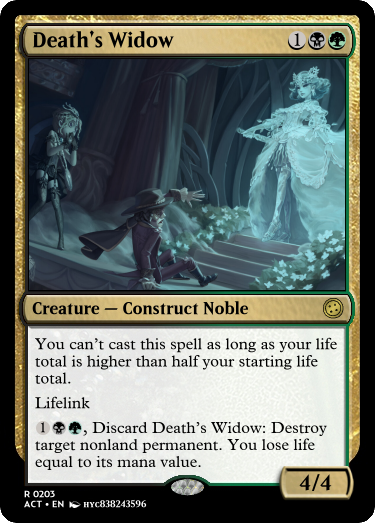 Death's Widow 1
Creature — Construct Noble
You can't cast this spell as long as your life
total is higher than half your starting life
total.
Lifelink
1, Discard Death's Widow: Destroy
target nonland permanent. You lose life
equal to its mana value.
4/4
R 0203
ACT • EN HYC838243596